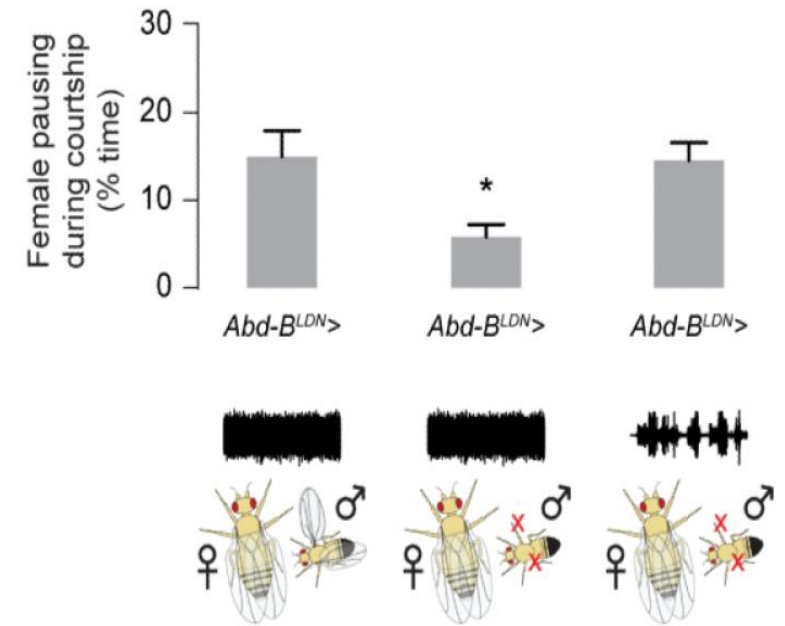 Female pausing
during courtship
(% time)
30
20
10
0
*
Abd-B^LDN> Abd-B^LDN> Abd-B^LDN>
♂ ♂ ♂
x x
x x
♀ ♀ ♀